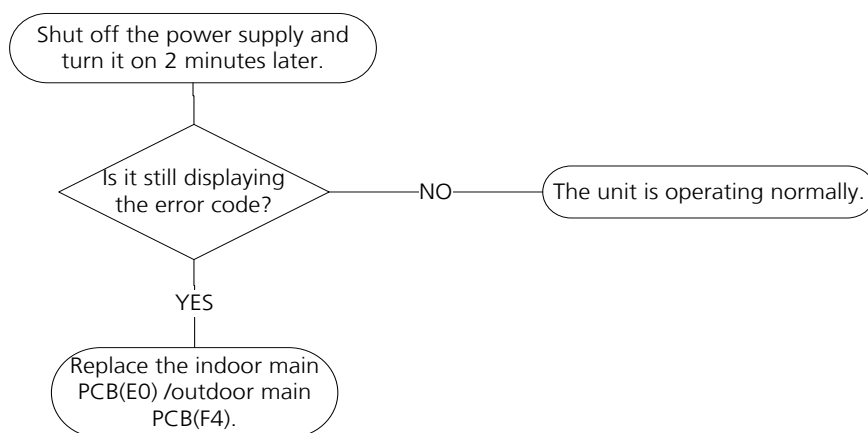 Shut off the power supply and
turn it on 2 minutes later.
Is it still displaying
the error code?
NO
The unit is operating normally.
YES
Replace the indoor main
PCB(E0) /outdoor main
PCB(F4).